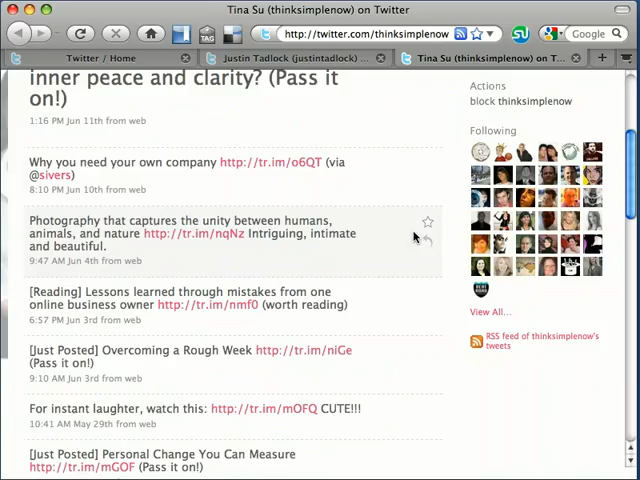 Tina Su (thinksimplenow) on Twitter
http://twitter.com/thinksimplenow
Google
TAG
Twitter / Home
Justin Tadlock (justintadlock) ...
Tina Su (thinksimplenow) on T...
inner peace and clarity? (Pass it
on!)
1:16 PM Jun 11th from web
Why you need your own company http://tr.im/o6QT (via
@sivers)
8:10 PM Jun 10th from web
Photography that captures the unity between humans,
animals, and nature http://tr.im/nqNz Intriguing, intimate
and beautiful.
9:47 AM Jun 4th from web
[Reading] Lessons learned through mistakes from one
online business owner http://tr.im/nmf0 (worth reading)
6:57 PM Jun 3rd from web
[Just Posted] Overcoming a Rough Week http://tr.im/niGe
(Pass it on!)
9:10 AM Jun 3rd from web
For instant laughter, watch this: http://tr.im/mOFQ CUTE!!!
10:41 AM May 29th from web
[Just Posted] Personal Change You Can Measure
http://tr.im/mGOF (Pass it on!)
Actions
block thinksimplenow
Following
View All...
RSS feed of thinksimplenow's
tweets